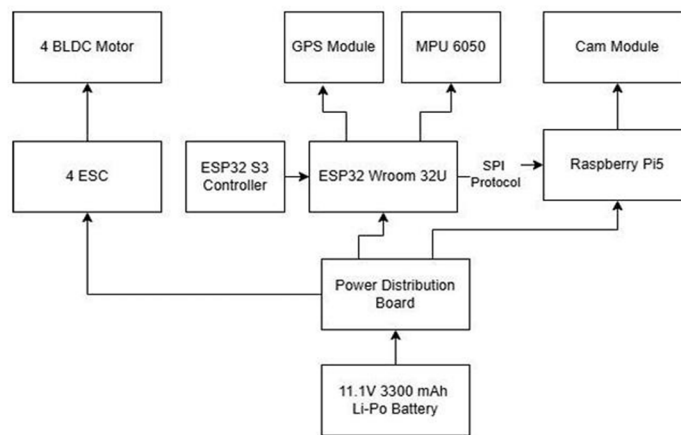 4 BLDC Motor
GPS Module
MPU 6050
Cam Module
4 ESC
ESP32 S3
Controller
ESP32 Wroom 32U
SPI
Protocol
Raspberry Pi5
Power Distribution
Board
11.1V 3300 mAh
Li-Po Battery